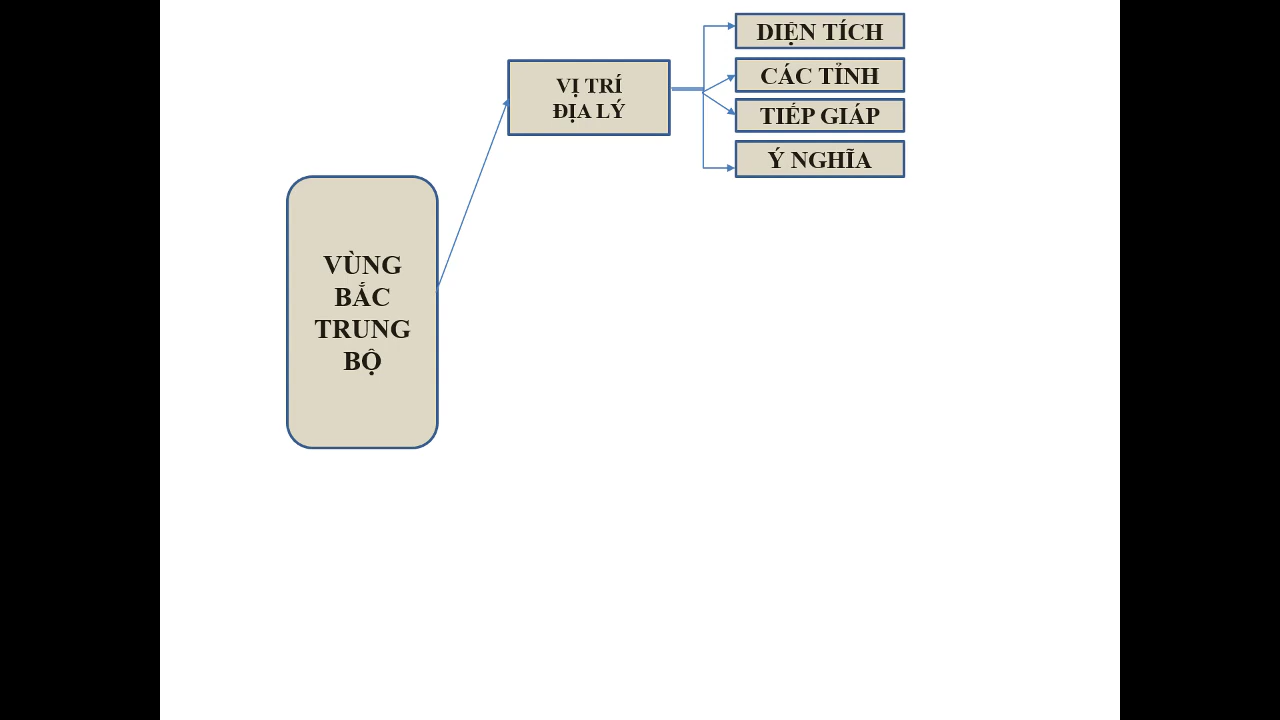 DIỆN TÍCH
VỊ TRÍ
ĐỊA LÝ
CÁC TỈNH
TIẾP GIÁP
Ý NGHĨA
VÙNG
BẮC
TRUNG
BỘ